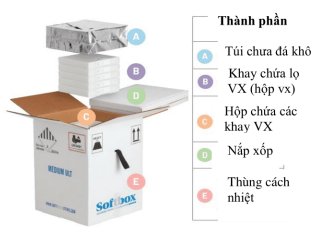 Thành phần
A
Túi chưa đá khô
B
Khay chứa lọ
VX (hộp vx)
C
Hộp chứa các
khay VX
D
Nắp xốp
E
Thùng cách
nhiệt
A
B
D
C
E
MEDIUM ULT
Softbox